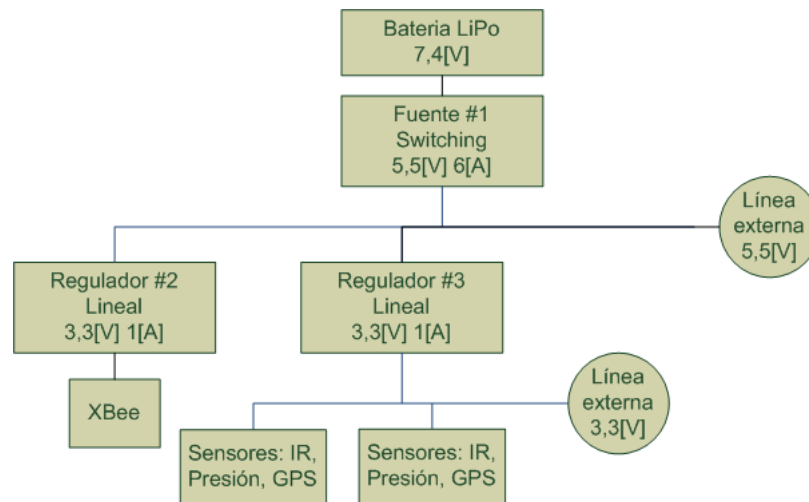 Bateria LiPo
7,4[V]
Fuente #1
Switching
5,5[V] 6[A]
Línea
externa
5,5[V]
Regulador #2
Lineal
3,3[V] 1[A]
Regulador #3
Lineal
3,3[V] 1[A]
XBee
Línea
externa
3,3[V]
Sensores: IR,
Presión, GPS
Sensores: IR,
Presión, GPS